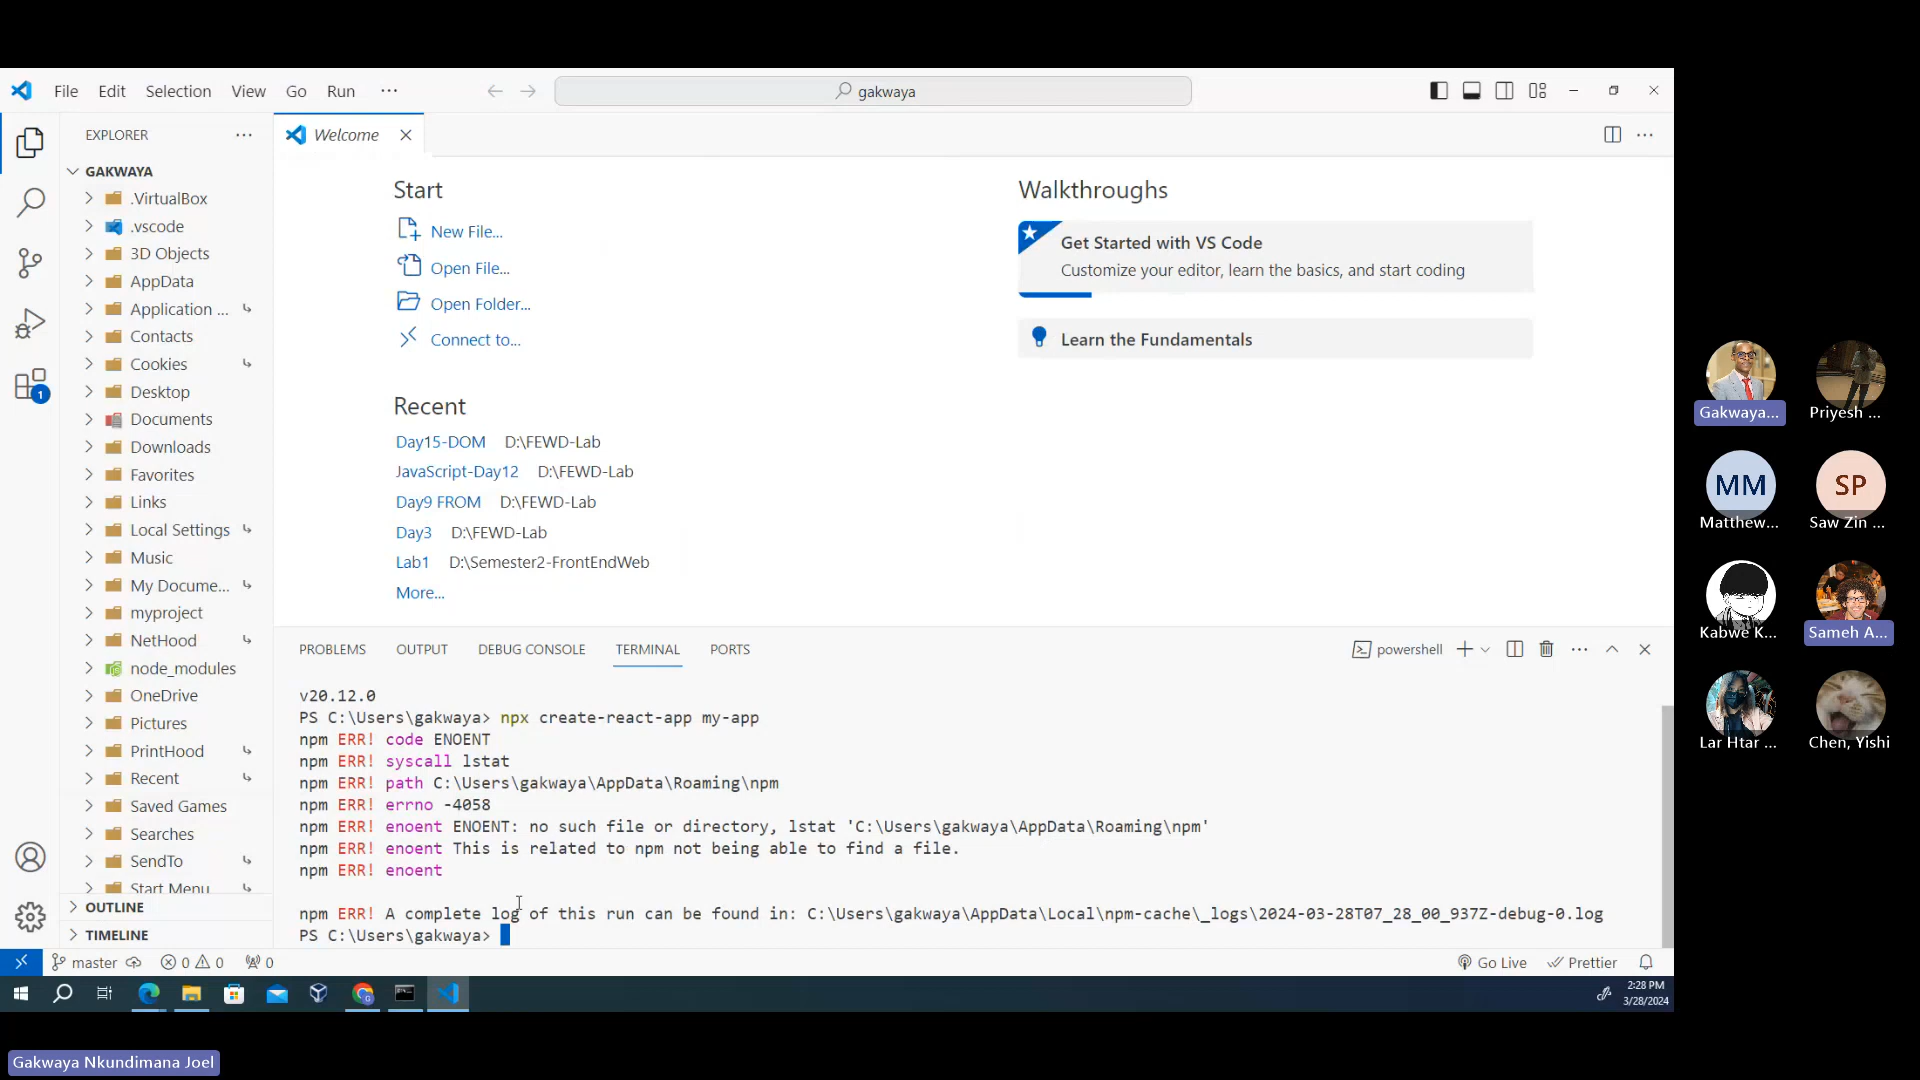 File Edit Selection View Go Run ···
gakwaya
EXPLORER
Welcome
GAKWAYA
.VirtualBox
.vscode
3D Objects
AppData
Application ...
Contacts
Cookies
Desktop
Documents
Downloads
Favorites
Links
Local Settings
Music
My Docume...
myproject
NetHood
node_modules
OneDrive
Pictures
PrintHood
Recent
Saved Games
Searches
SendTo
Start Menu
OUTLINE
TIMELINE
Start
New File...
Open File...
Open Folder...
Connect to...
Recent
Day15-DOM D:\FEWD-Lab
JavaScript-Day12 D:\FEWD-Lab
Day9 FROM D:\FEWD-Lab
Day3 D:\FEWD-Lab
Lab1 D:\Semester2-FrontEndWeb
More...
Walkthroughs
Get Started with VS Code
Customize your editor, learn the basics, and start coding
Learn the Fundamentals
PROBLEMS OUTPUT DEBUG CONSOLE TERMINAL PORTS
powershell
v20.12.0
PS C:\Users\gakwaya> npx create-react-app my-app
npm ERR! code ENOENT
npm ERR! syscall lstat
npm ERR! path C:\Users\gakwaya\AppData\Roaming\npm
npm ERR! errno -4058
npm ERR! enoent ENOENT: no such file or directory, lstat 'C:\Users\gakwaya\AppData\Roaming\npm'
npm ERR! enoent This is related to npm not being able to find a file.
npm ERR! enoent
npm ERR! A complete log of this run can be found in: C:\Users\gakwaya\AppData\Local\npm-cache\_logs\2024-03-28T07_28_00_937Z-debug-0.log
PS C:\Users\gakwaya>
1
master
0 0 0
Go Live Prettier
2:28 PM
3/28/2024
Gakwaya... Priyesh ...
MM SP
Matthew... Saw Zin ...
Kabwe K... Sameh A...
Lar Htar ... Chen, Yishi
Gakwaya Nkundimana Joel